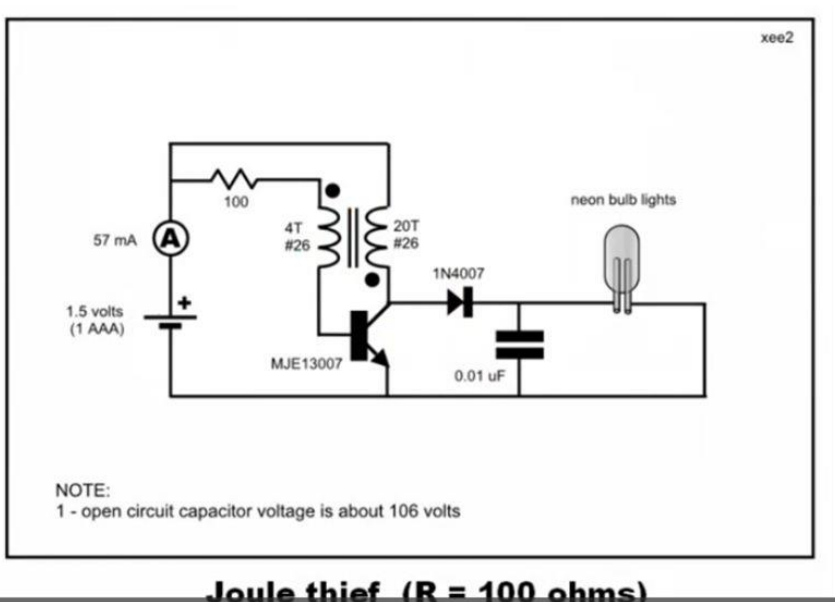 xee2
100
neon bulb lights
4T
#26
20T
#26
57 mA
A
1N4007
+
1.5 volts
(1 AAA)
MJE13007
0.01 uF
NOTE:
1 - open circuit capacitor voltage is about 106 volts
Joule thief (R = 100 ohms)